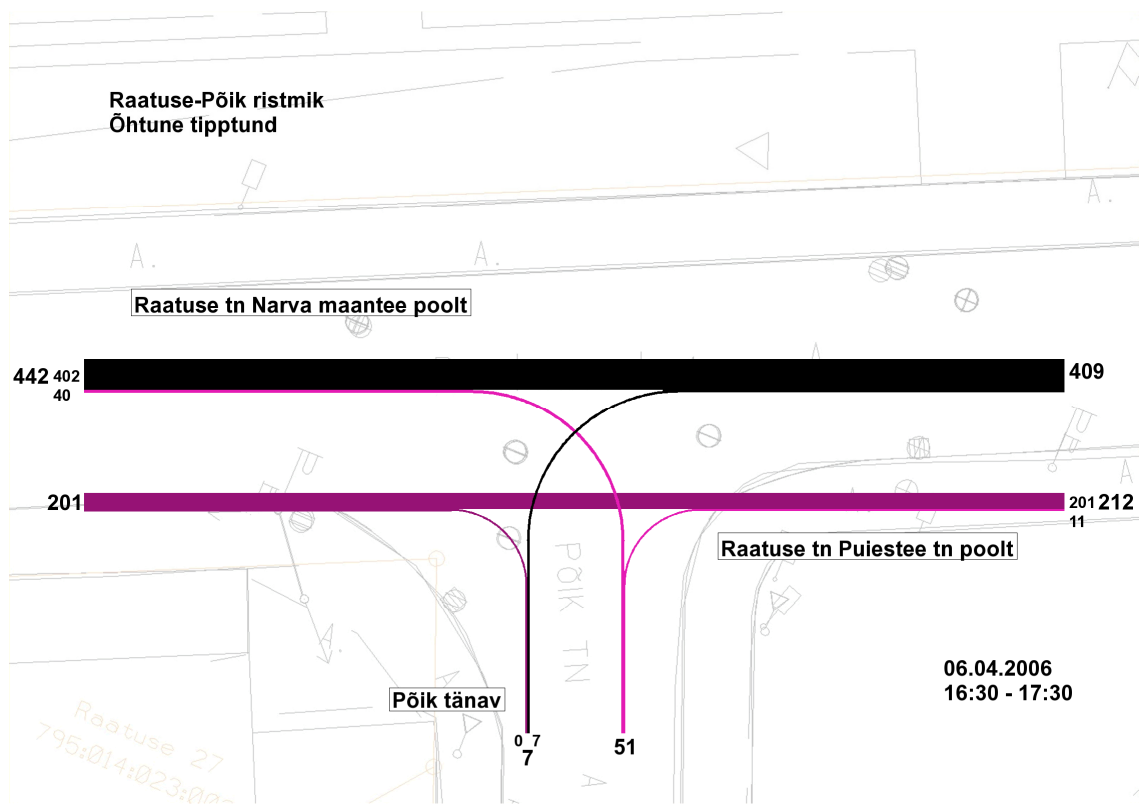 Raatuse-Põik ristmik
Õhtune tipptund
A.
A.
A.
Raatuse tn Narva maantee poolt
442 402
40
409
201
201 212
11
Raatuse tn Puiestee tn poolt
PÕIK TN
A.
A
A
Põik tänav
0 7
7
51
06.04.2006
16:30 - 17:30
Raatuse 27
A